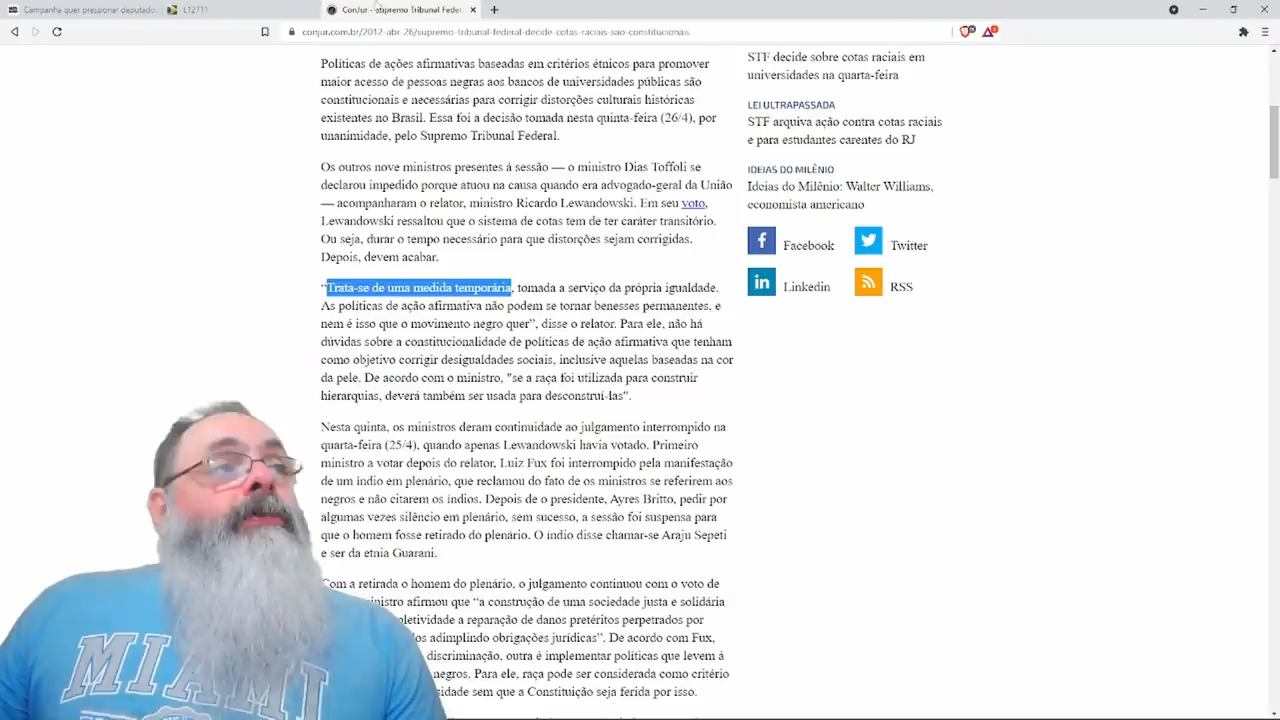 Campanha quer pressionar deputado
L12711
ConJur - Supremo Tribunal Feder
conjur.com.br/2012-abr-26/supremo-tribunal-federal-decide-cotas-raciais-sao-constitucionais
Políticas de ações afirmativas baseadas em critérios étnicos para promover
maior acesso de pessoas negras aos bancos de universidades públicas são
constitucionais e necessárias para corrigir distorções culturais históricas
existentes no Brasil. Essa foi a decisão tomada nesta quinta-feira (26/4), por
unanimidade, pelo Supremo Tribunal Federal.
Os outros nove ministros presentes à sessão — o ministro Dias Toffoli se
declarou impedido porque atuou na causa quando era advogado-geral da União
— acompanharam o relator, ministro Ricardo Lewandowski. Em seu voto,
Lewandowski ressaltou que o sistema de cotas tem de ter caráter transitório.
Ou seja, durar o tempo necessário para que distorções sejam corrigidas.
Depois, devem acabar.
“Trata-se de uma medida temporária, tomada a serviço da própria igualdade.
As políticas de ação afirmativa não podem se tornar benesses permanentes, e
nem é isso que o movimento negro quer”, disse o relator. Para ele, não há
dúvidas sobre a constitucionalidade de políticas de ação afirmativa que tenham
como objetivo corrigir desigualdades sociais, inclusive aquelas baseadas na cor
da pele. De acordo com o ministro, "se a raça foi utilizada para construir
hierarquias, deverá também ser usada para desconstruí-las".
Nesta quinta, os ministros deram continuidade ao julgamento interrompido na
quarta-feira (25/4), quando apenas Lewandowski havia votado. Primeiro
ministro a votar depois do relator, Luiz Fux foi interrompido pela manifestação
de um índio em plenário, que reclamou do fato de os ministros se referirem aos
negros e não citarem os índios. Depois de o presidente, Ayres Britto, pedir por
algumas vezes silêncio em plenário, sem sucesso, a sessão foi suspensa para
que o homem fosse retirado do plenário. O índio disse chamar-se Araju Sepeti
e ser da etnia Guarani.
Com a retirada o homem do plenário, o julgamento continuou com o voto de
ministro afirmou que “a construção de uma sociedade justa e solidária
coletividade a reparação de danos pretéritos perpetrados por
adimplindo obrigações jurídicas”. De acordo com Fux,
discriminação, outra é implementar políticas que levem à
negros. Para ele, raça pode ser considerada como critério
sem que a Constituição seja ferida por isso.
STF decide sobre cotas raciais em
universidades na quarta-feira
LEI ULTRAPASSADA
STF arquiva ação contra cotas raciais
e para estudantes carentes do RJ
IDEIAS DO MILÊNIO
Ideias do Milênio: Walter Williams,
economista americano
Facebook
Twitter
Linkedin
RSS
MIAMI